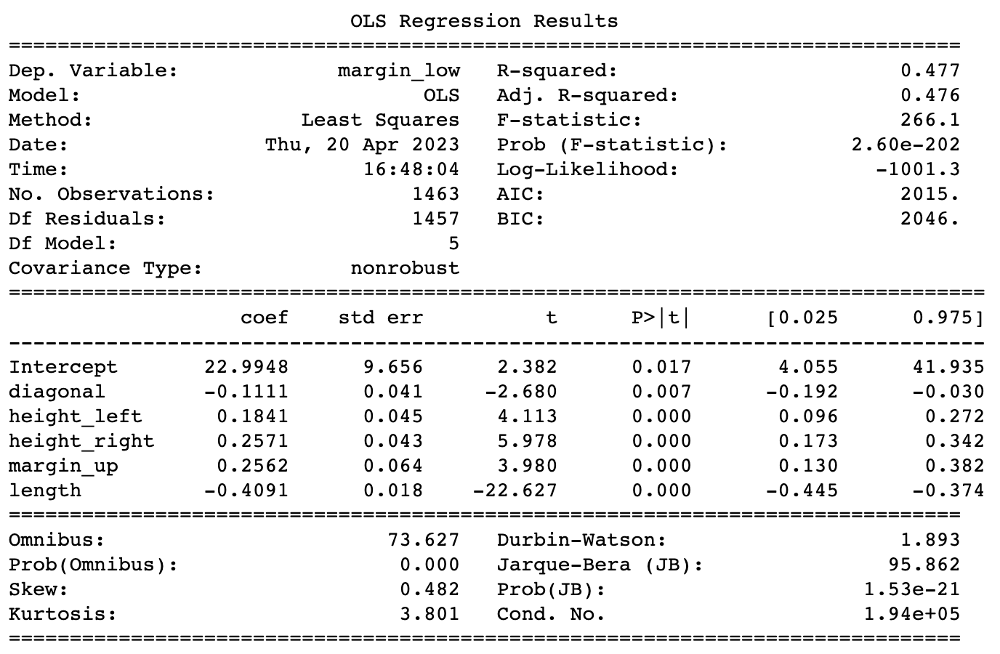 OLS Regression Results
==============================================================================
Dep. Variable: margin_low R-squared: 0.477
Model: OLS Adj. R-squared: 0.476
Method: Least Squares F-statistic: 266.1
Date: Thu, 20 Apr 2023 Prob (F-statistic): 2.60e-202
Time: 16:48:04 Log-Likelihood: -1001.3
No. Observations: 1463 AIC: 2015.
Df Residuals: 1457 BIC: 2046.
Df Model: 5
Covariance Type: nonrobust
================================================================================
coef std err t P>|t| [0.025 0.975]
--------------------------------------------------------------------------------
Intercept 22.9948 9.656 2.382 0.017 4.055 41.935
diagonal -0.1111 0.041 -2.680 0.007 -0.192 -0.030
height_left 0.1841 0.045 4.113 0.000 0.096 0.272
height_right 0.2571 0.043 5.978 0.000 0.173 0.342
margin_up 0.2562 0.064 3.980 0.000 0.130 0.382
length -0.4091 0.018 -22.627 0.000 -0.445 -0.374
==============================================================================
Omnibus: 73.627 Durbin-Watson: 1.893
Prob(Omnibus): 0.000 Jarque-Bera (JB): 95.862
Skew: 0.482 Prob(JB): 1.53e-21
Kurtosis: 3.801 Cond. No. 1.94e+05
==============================================================================